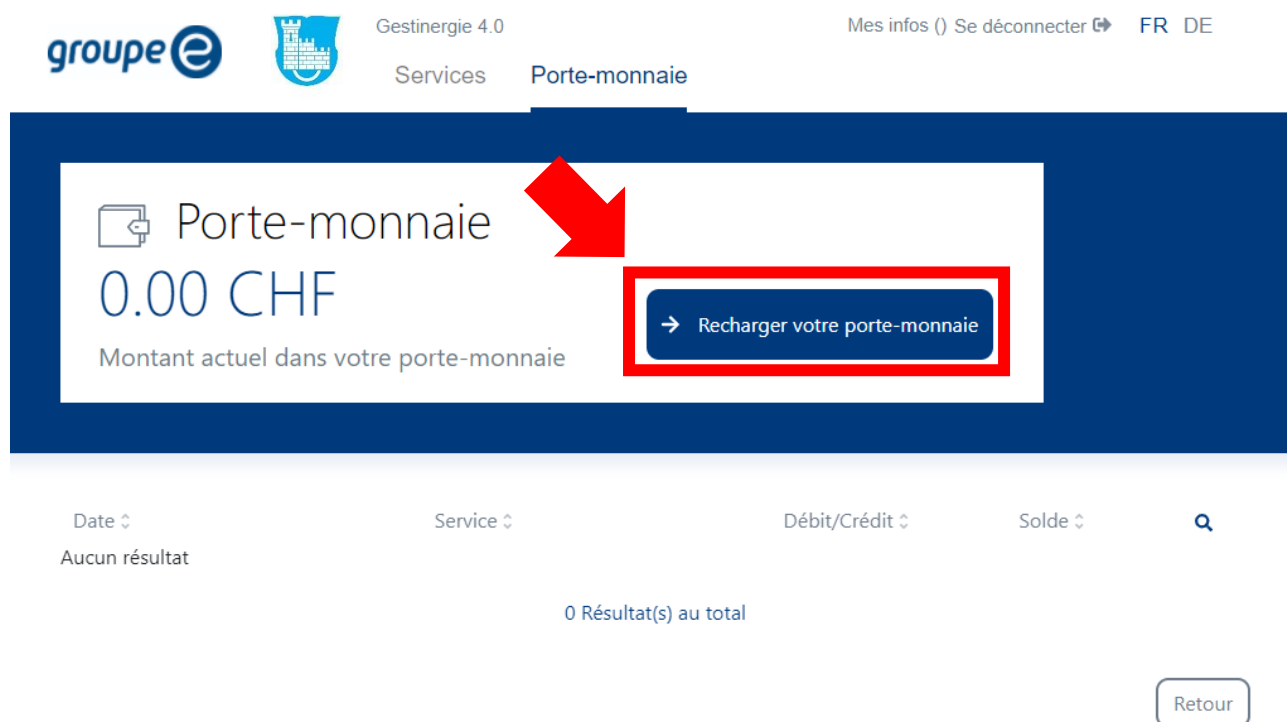 groupe e
Gestinergie 4.0
Mes infos () Se déconnecter FR DE
Services Porte-monnaie
Porte-monnaie
0.00 CHF
Montant actuel dans votre porte-monnaie
Recharger votre porte-monnaie
Date Service Débit/Crédit Solde
Aucun résultat
0 Résultat(s) au total
Retour